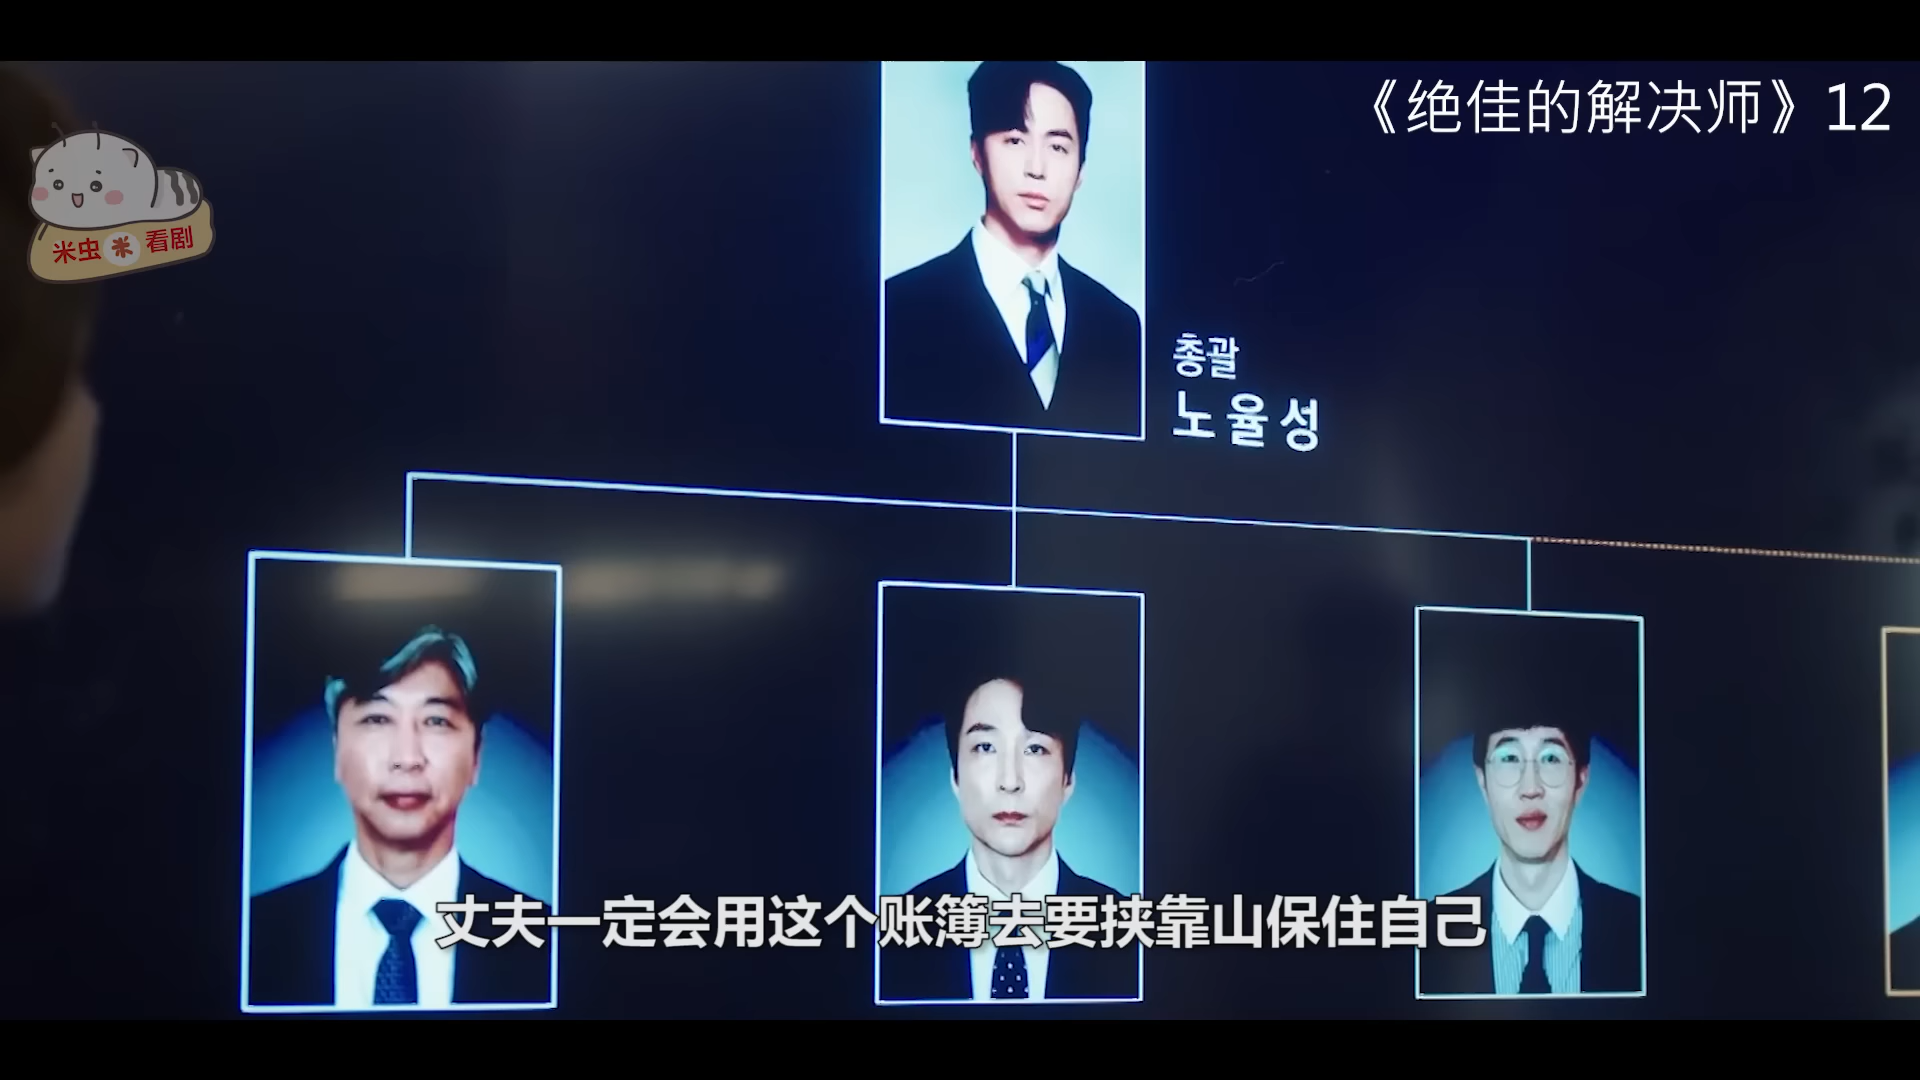 《绝佳的解决师》12
米虫米看剧
총괄
노율성
丈夫一定会用这个账簿去要挟靠山保住自己